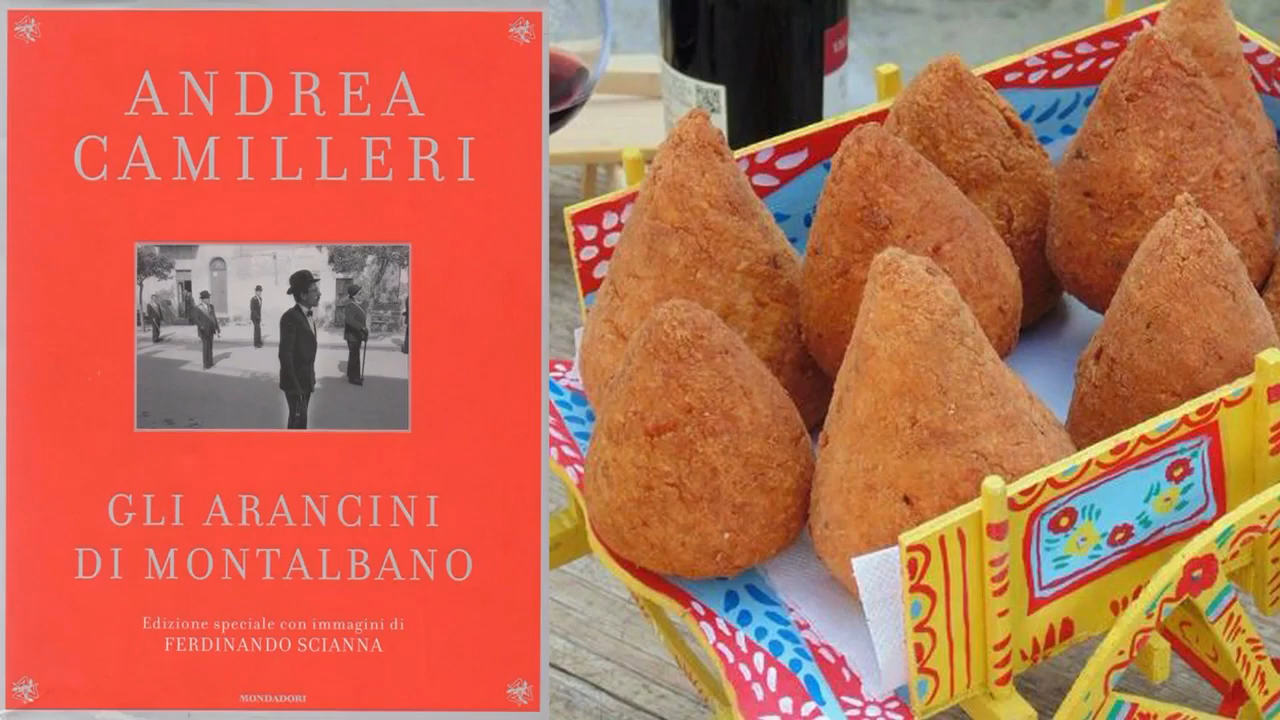 ANDREA
CAMILLERI
GLI ARANCINI
DI MONTALBANO
Edizione speciale con immagini di
FERDINANDO SCIANNA
MONDADORI